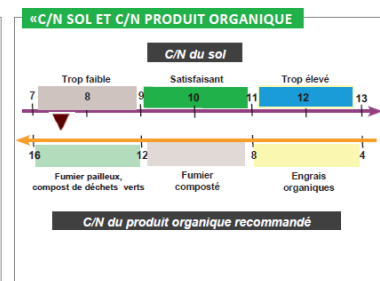 «C/N SOL ET C/N PRODUIT ORGANIQUE
C/N du sol
Trop faible Satisfaisant Trop élevé
7 8 9 10 11 12 13
16 12 8 4
Fumier pailleux, compost de déchets verts
Fumier composté
Engrais organiques
C/N du produit organique recommandé